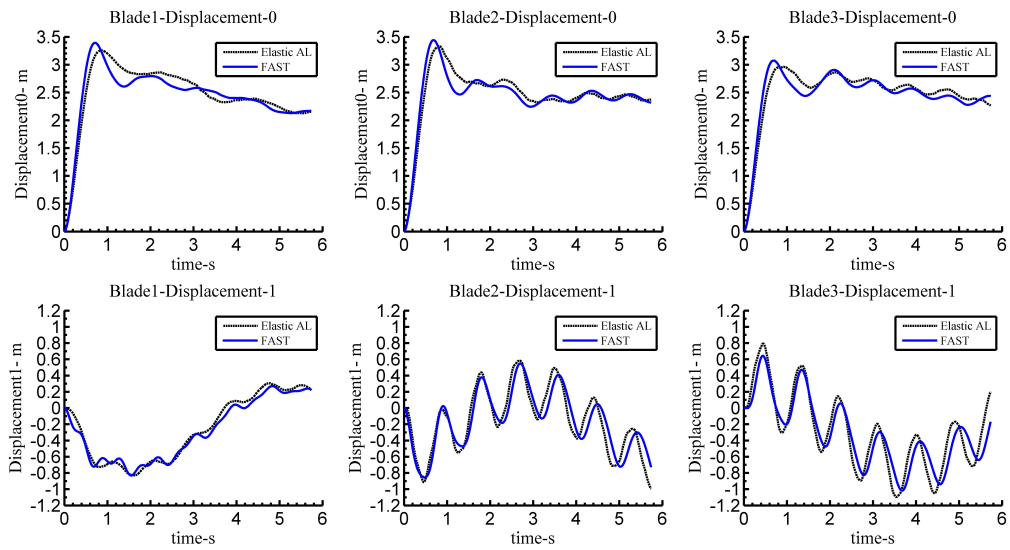 Blade1-Displacement-0
Displacement0- m
3.5
3
2.5
2
1.5
1
0.5
0
Elastic AL
FAST
0 1 2 3 4 5 6
time-s
Blade2-Displacement-0
Displacement0- m
3.5
3
2.5
2
1.5
1
0.5
0
Elastic AL
FAST
0 1 2 3 4 5 6
time-s
Blade3-Displacement-0
Displacement0- m
3.5
3
2.5
2
1.5
1
0.5
0
Elastic AL
FAST
0 1 2 3 4 5 6
time-s
Blade1-Displacement-1
Displacement1- m
1.2
1
0.8
0.6
0.4
0.2
0
-0.2
-0.4
-0.6
-0.8
-1
-1.2
Elastic AL
FAST
0 1 2 3 4 5 6
time-s
Blade2-Displacement-1
Displacement1- m
1.2
1
0.8
0.6
0.4
0.2
0
-0.2
-0.4
-0.6
-0.8
-1
-1.2
Elastic AL
FAST
0 1 2 3 4 5 6
time-s
Blade3-Displacement-1
Displacement1- m
1.2
1
0.8
0.6
0.4
0.2
0
-0.2
-0.4
-0.6
-0.8
-1
-1.2
Elastic AL
FAST
0 1 2 3 4 5 6
time-s